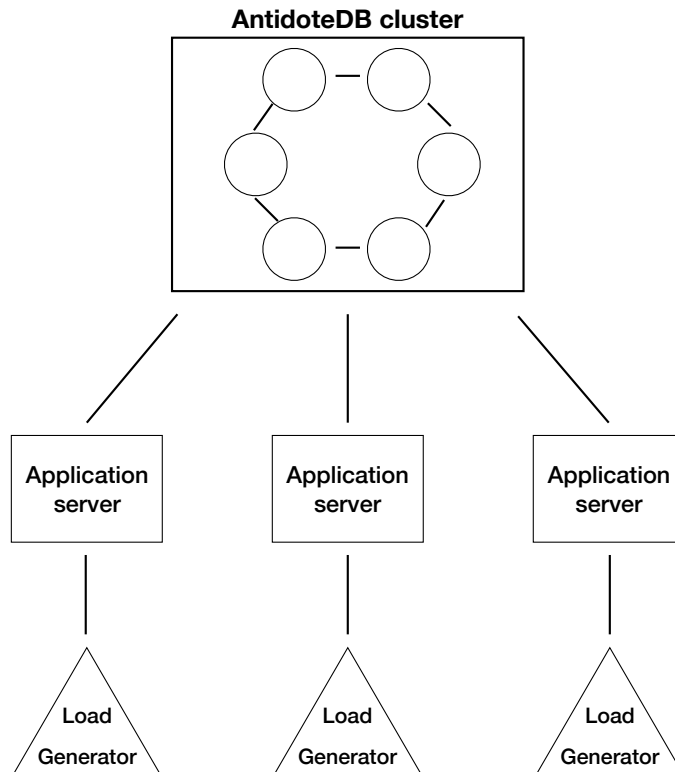 AntidoteDB cluster
Application
server
Application
server
Application
server
Load
Generator
Load
Generator
Load
Generator